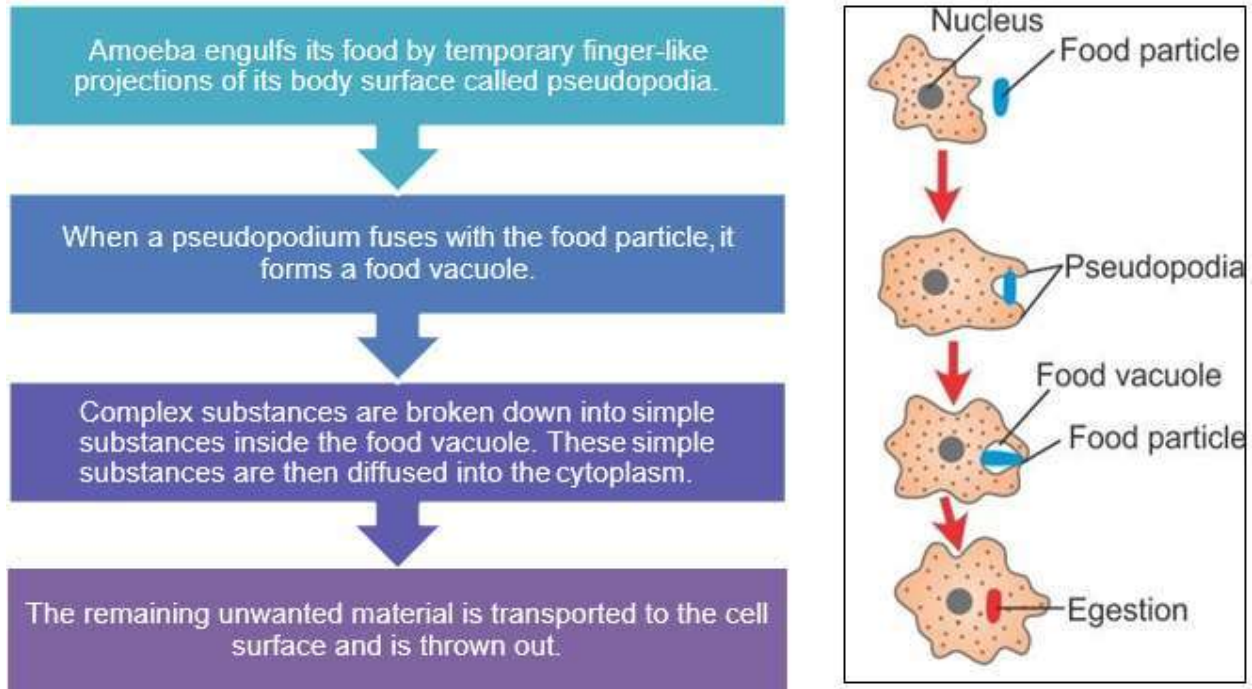 Amoeba engulfs its food by temporary finger-like
projections of its body surface called pseudopodia.
When a pseudopodium fuses with the food particle, it
forms a food vacuole.
Complex substances are broken down into simple
substances inside the food vacuole. These simple
substances are then diffused into the cytoplasm.
The remaining unwanted material is transported to the cell
surface and is thrown out.
Nucleus
Food particle
Pseudopodia
Food vacuole
Food particle
Egestion